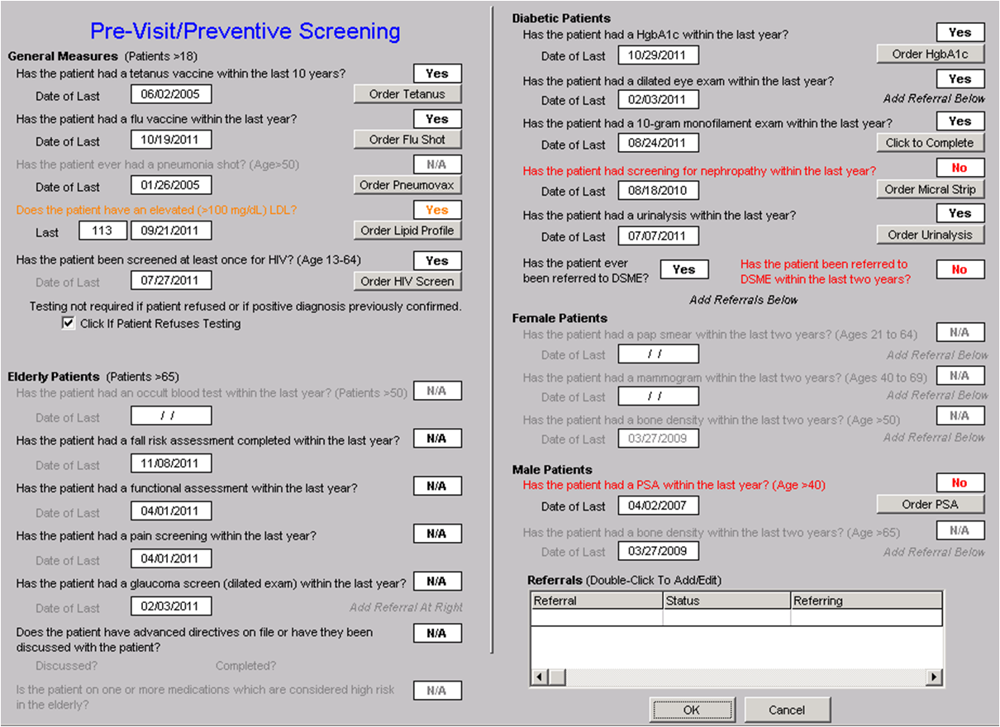 Pre-Visit/Preventive Screening
General Measures (Patients >18)
Has the patient had a tetanus vaccine within the last 10 years? Yes
Date of Last 06/02/2005 Order Tetanus
Has the patient had a flu vaccine within the last year? Yes
Date of Last 10/19/2011 Order Flu Shot
Has the patient ever had a pneumonia shot? (Age>50) N/A
Date of Last 01/26/2005 Order Pneumovax
Does the patient have an elevated (>100 mg/dL) LDL? Yes
Last 113 09/21/2011 Order Lipid Profile
Has the patient been screened at least once for HIV? (Age 13-64) Yes
Date of Last 07/27/2011 Order HIV Screen
Testing not required if patient refused or if positive diagnosis previously confirmed.
Click If Patient Refuses Testing
Elderly Patients (Patients >65)
Has the patient had an occult blood test within the last year? (Patients >50) N/A
Date of Last / /
Has the patient had a fall risk assessment completed within the last year? N/A
Date of Last 11/08/2011
Has the patient had a functional assessment within the last year? N/A
Date of Last 04/01/2011
Has the patient had a pain screening within the last year? N/A
Date of Last 04/01/2011
Has the patient had a glaucoma screen (dilated exam) within the last year? N/A
Date of Last 02/03/2011 Add Referral At Right
Does the patient have advanced directives on file or have they been N/A
discussed with the patient?
Discussed? Completed?
Is the patient on one or more medications which are considered high risk N/A
in the elderly?
Diabetic Patients
Has the patient had a HgbA1c within the last year? Yes
Date of Last 10/29/2011 Order HgbA1c
Has the patient had a dilated eye exam within the last year? Yes
Date of Last 02/03/2011 Add Referral Below
Has the patient had a 10-gram monofilament exam within the last year? Yes
Date of Last 08/24/2011 Click to Complete
Has the patient had screening for nephropathy within the last year? No
Date of Last 08/18/2010 Order Micral Strip
Has the patient had a urinalysis within the last year? Yes
Date of Last 07/07/2011 Order Urinalysis
Has the patient ever been referred to DSME? Yes
Has the patient been referred to DSME within the last two years? No
Add Referrals Below
Female Patients
Has the patient had a pap smear within the last two years? (Ages 21 to 64) N/A
Date of Last / / Add Referral Below
Has the patient had a mammogram within the last two years? (Ages 40 to 69) N/A
Date of Last / / Add Referral Below
Has the patient had a bone density within the last two years? (Age >50) N/A
Date of Last 03/27/2009 Add Referral Below
Male Patients
Has the patient had a PSA within the last year? (Age >40) No
Date of Last 04/02/2007 Order PSA
Has the patient had a bone density within the last two years? (Age >65) N/A
Date of Last 03/27/2009 Add Referral Below
Referrals (Double-Click To Add/Edit)
Referral Status Referring
OK Cancel